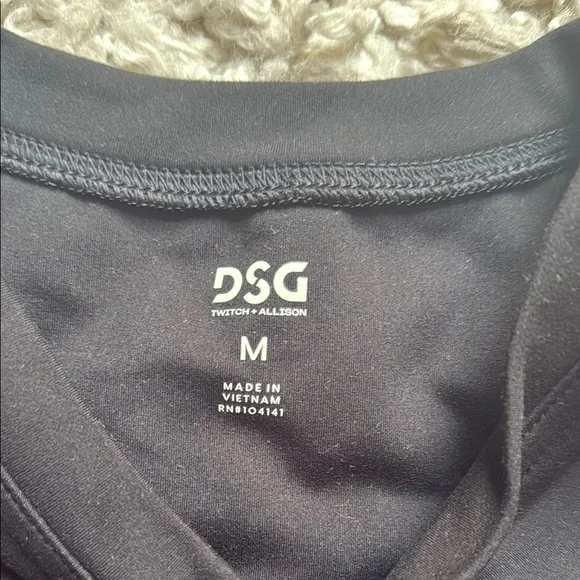 DSG
TWITCH + ALLISON
M
MADE IN
VIETNAM
RN#104141